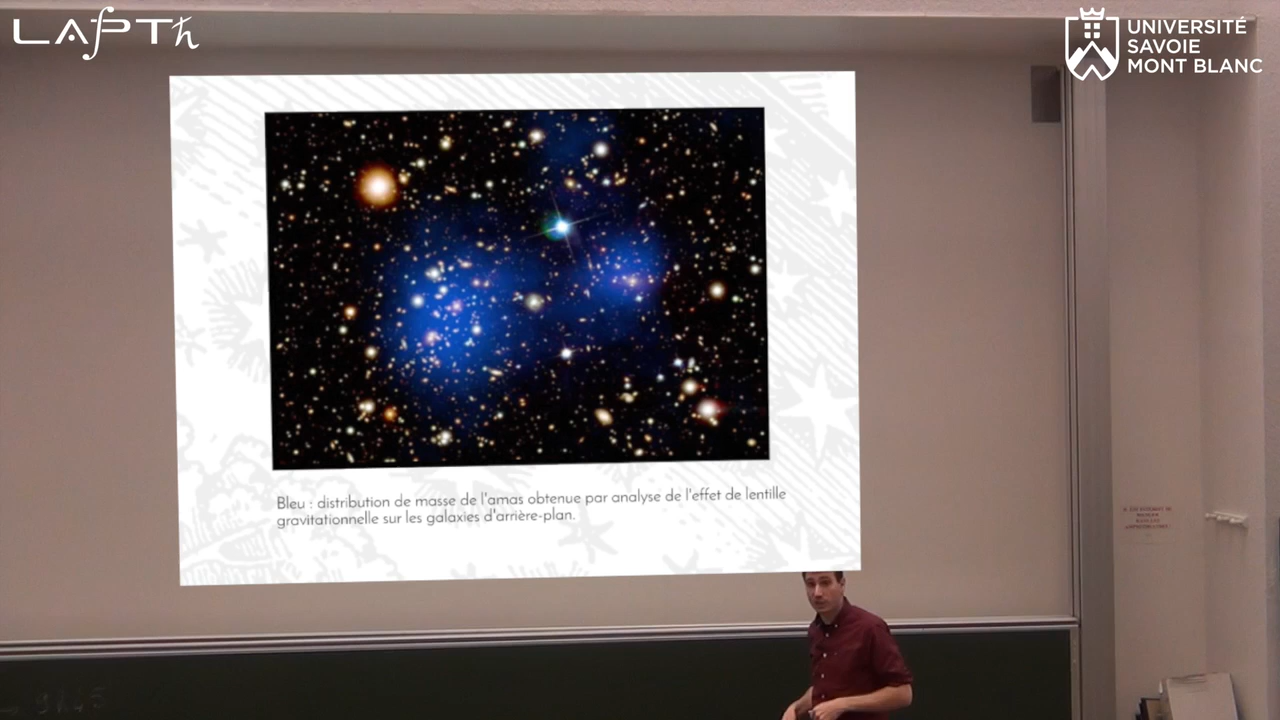 LAPTh
UNIVERSITÉ
SAVOIE
MONT BLANC
Bleu : distribution de masse de l'amas obtenue par analyse de l'effet de lentille
gravitationnelle sur les galaxies d'arrière-plan.